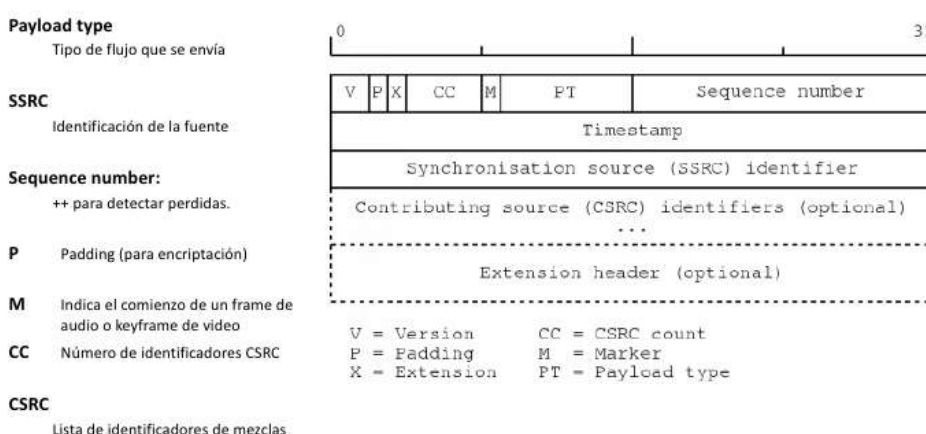 Payload type
Tipo de flujo que se envía
SSRC
Identificación de la fuente
Sequence number:
++ para detectar perdidas.
P Padding (para encriptación)
M Indica el comienzo de un frame de
audio o keyframe de video
CC Número de identificadores CSRC
CSRC
Lista de identificadores de mezclas
0
V P X CC M PT Sequence number
Timestamp
Synchronisation source (SSRC) identifier
Contributing source (CSRC) identifiers (optional)
...
Extension header (optional)
V = Version CC = CSRC count
P = Padding M = Marker
X = Extension PT = Payload type